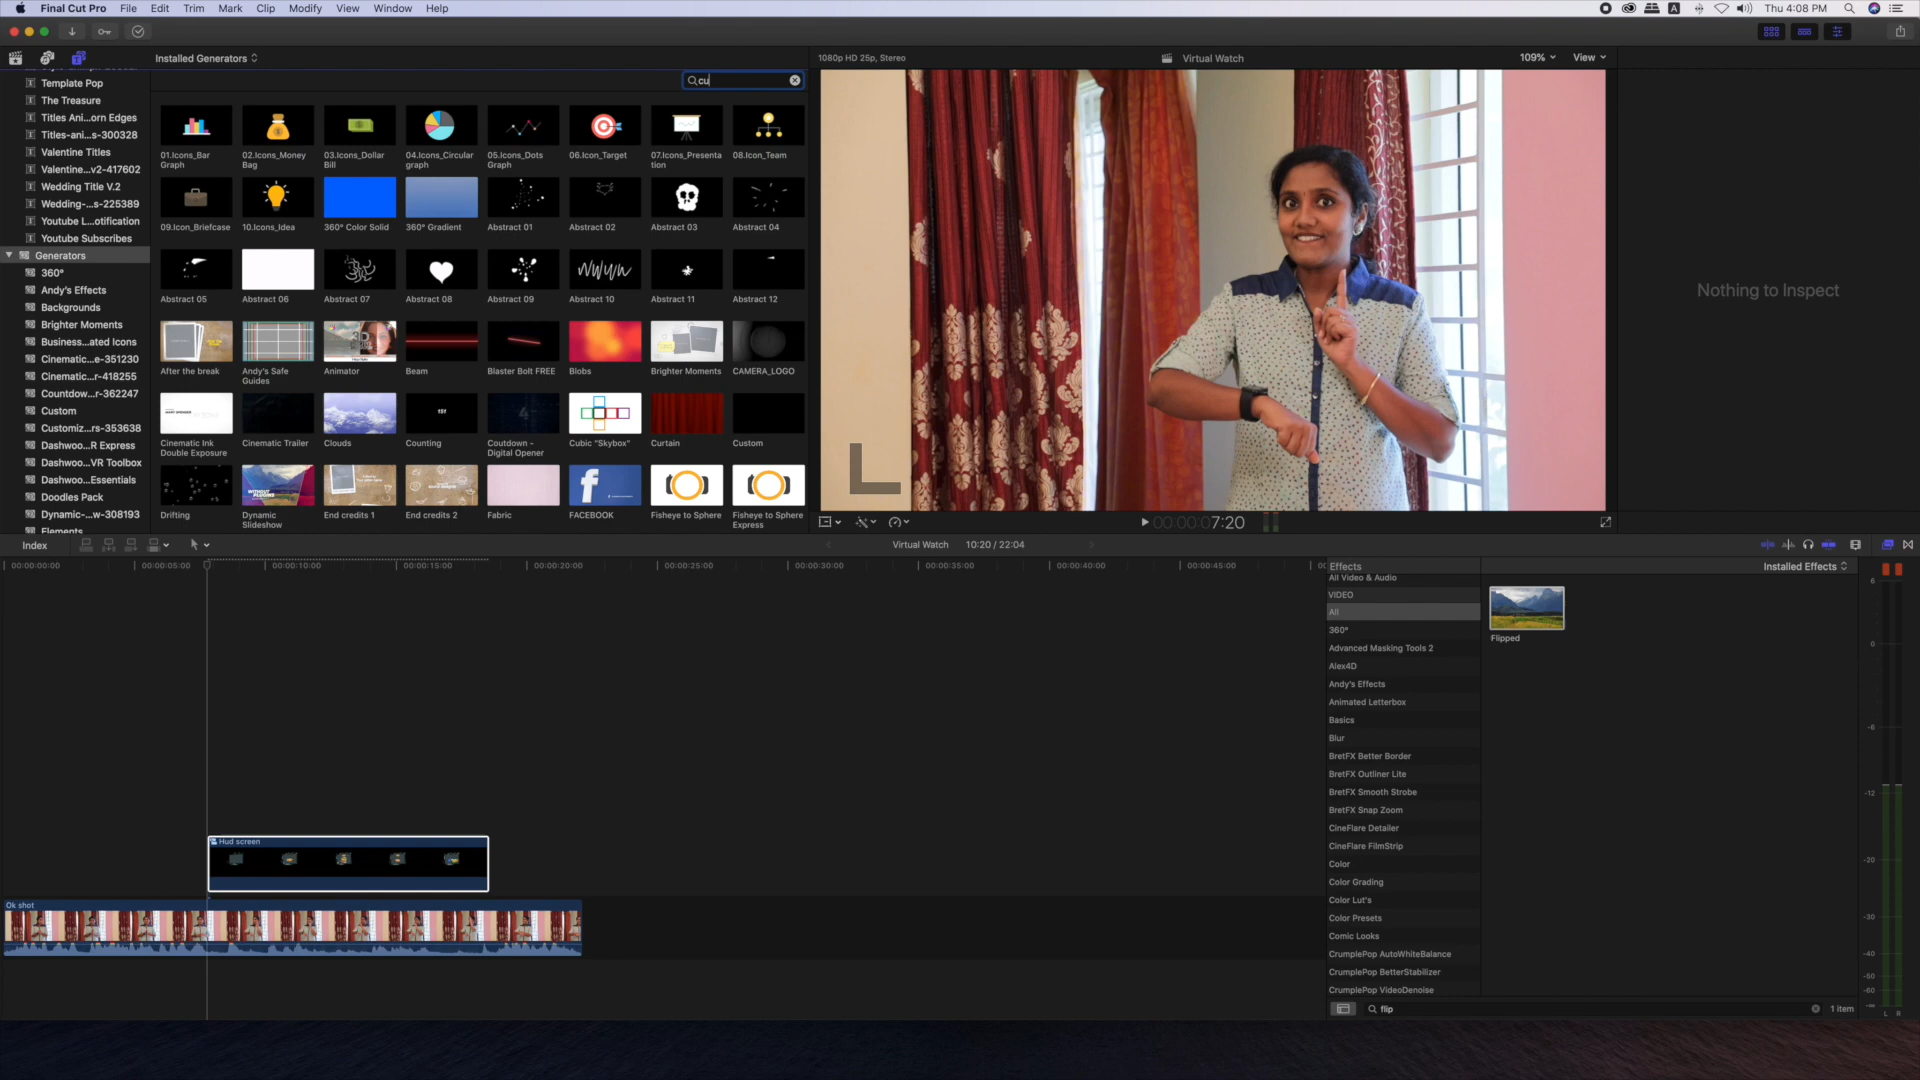 Final Cut Pro File Edit Trim Mark Clip Modify View Window Help
A Thu 4:08 PM
Installed Generators
cu
1080p HD 25p, Stereo
Virtual Watch
109% View
Template Pop
The Treasure
Titles Ani...orn Edges
Titles-ani...s-300328
Valentine Titles
Valentine...v2-417602
Wedding Title V.2
Wedding-...s-225389
Youtube L...otification
Youtube Subscribes
Generators
360°
Andy's Effects
Backgrounds
Brighter Moments
Business...ated Icons
Cinematic...e-351230
Cinematic...r-418255
Countdow...r-362247
Custom
Customiz...rs-353638
Dashwoo...R Express
Dashwoo...VR Toolbox
Dashwoo...Essentials
Doodles Pack
Dynamic-...w-308193
Elements
01.Icons_Bar Graph
02.Icons_Money Bag
03.Icons_Dollar Bill
04.Icons_Circular graph
05.Icons_Dots Graph
06.Icon_Target
07.Icons_Presentation
08.Icon_Team
09.Icon_Briefcase
10.Icons_Idea
360° Color Solid
360° Gradient
Abstract 01
Abstract 02
Abstract 03
Abstract 04
Abstract 05
Abstract 06
Abstract 07
Abstract 08
Abstract 09
Abstract 10
Abstract 11
Abstract 12
After the break
Andy's Safe Guides
Animator
Beam
Blaster Bolt FREE
Blobs
Brighter Moments
CAMERA_LOGO
Cinematic Ink Double Exposure
Cinematic Trailer
Clouds
Counting
Coutdown - Digital Opener
Cubic "Skybox"
Curtain
Custom
Drifting
Dynamic Slideshow
End credits 1
End credits 2
Fabric
FACEBOOK
Fisheye to Sphere
Fisheye to Sphere Express
Nothing to Inspect
00:00:07:20
Index
Virtual Watch 10:20 / 22:04
00:00:00:00 00:00:05:00 00:00:10:00 00:00:15:00 00:00:20:00 00:00:25:00 00:00:30:00 00:00:35:00 00:00:40:00 00:00:45:00
Hud screen
Ok shot
Effects
Installed Effects
All Video & Audio
VIDEO
All
360°
Advanced Masking Tools 2
Alex4D
Andy's Effects
Animated Letterbox
Basics
Blur
BretFX Better Border
BretFX Outliner Lite
BretFX Smooth Strobe
BretFX Snap Zoom
CineFlare Detailer
CineFlare FilmStrip
Color
Color Grading
Color Lut's
Color Presets
Comic Looks
CrumplePop AutoWhiteBalance
CrumplePop BetterStabilizer
CrumplePop VideoDenoise
Flipped
flip
1 item
6
0
-6
-12
-20
-30
-40
-50
-60
-∞
L R